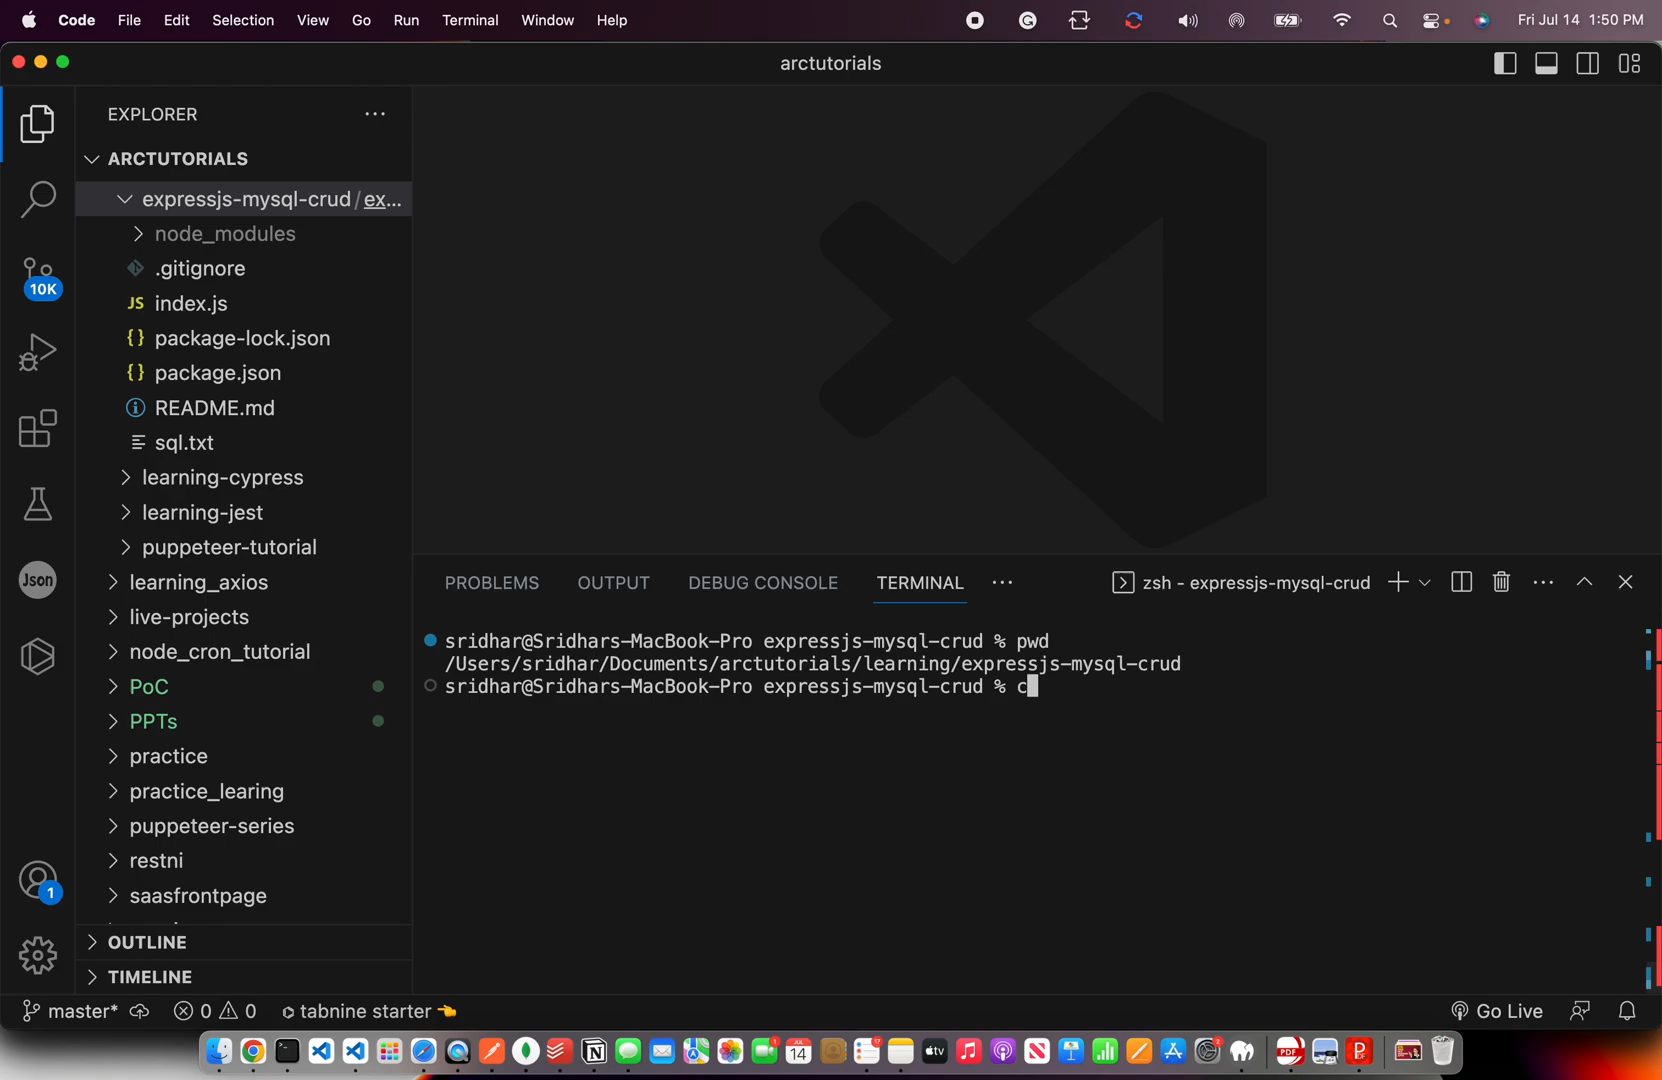 Code File Edit Selection View Go Run Terminal Window Help Fri Jul 14 1:50 PM
arctutorials
EXPLORER
ARCTUTORIALS
expressjs-mysql-crud / ex...
node_modules
.gitignore
JS index.js
{} package-lock.json
{} package.json
README.md
sql.txt
learning-cypress
learning-jest
puppeteer-tutorial
learning_axios
live-projects
node_cron_tutorial
PoC
PPTs
practice
practice_learing
puppeteer-series
restni
saasfrontpage
OUTLINE
TIMELINE
10K
Json
1
PROBLEMS OUTPUT DEBUG CONSOLE TERMINAL zsh - expressjs-mysql-crud
sridhar@Sridhars-MacBook-Pro expressjs-mysql-crud % pwd
/Users/sridhar/Documents/arctutorials/learning/expressjs-mysql-crud
sridhar@Sridhars-MacBook-Pro expressjs-mysql-crud % c
master* 0 0 tabnine starter Go Live
14 17 tv PDF